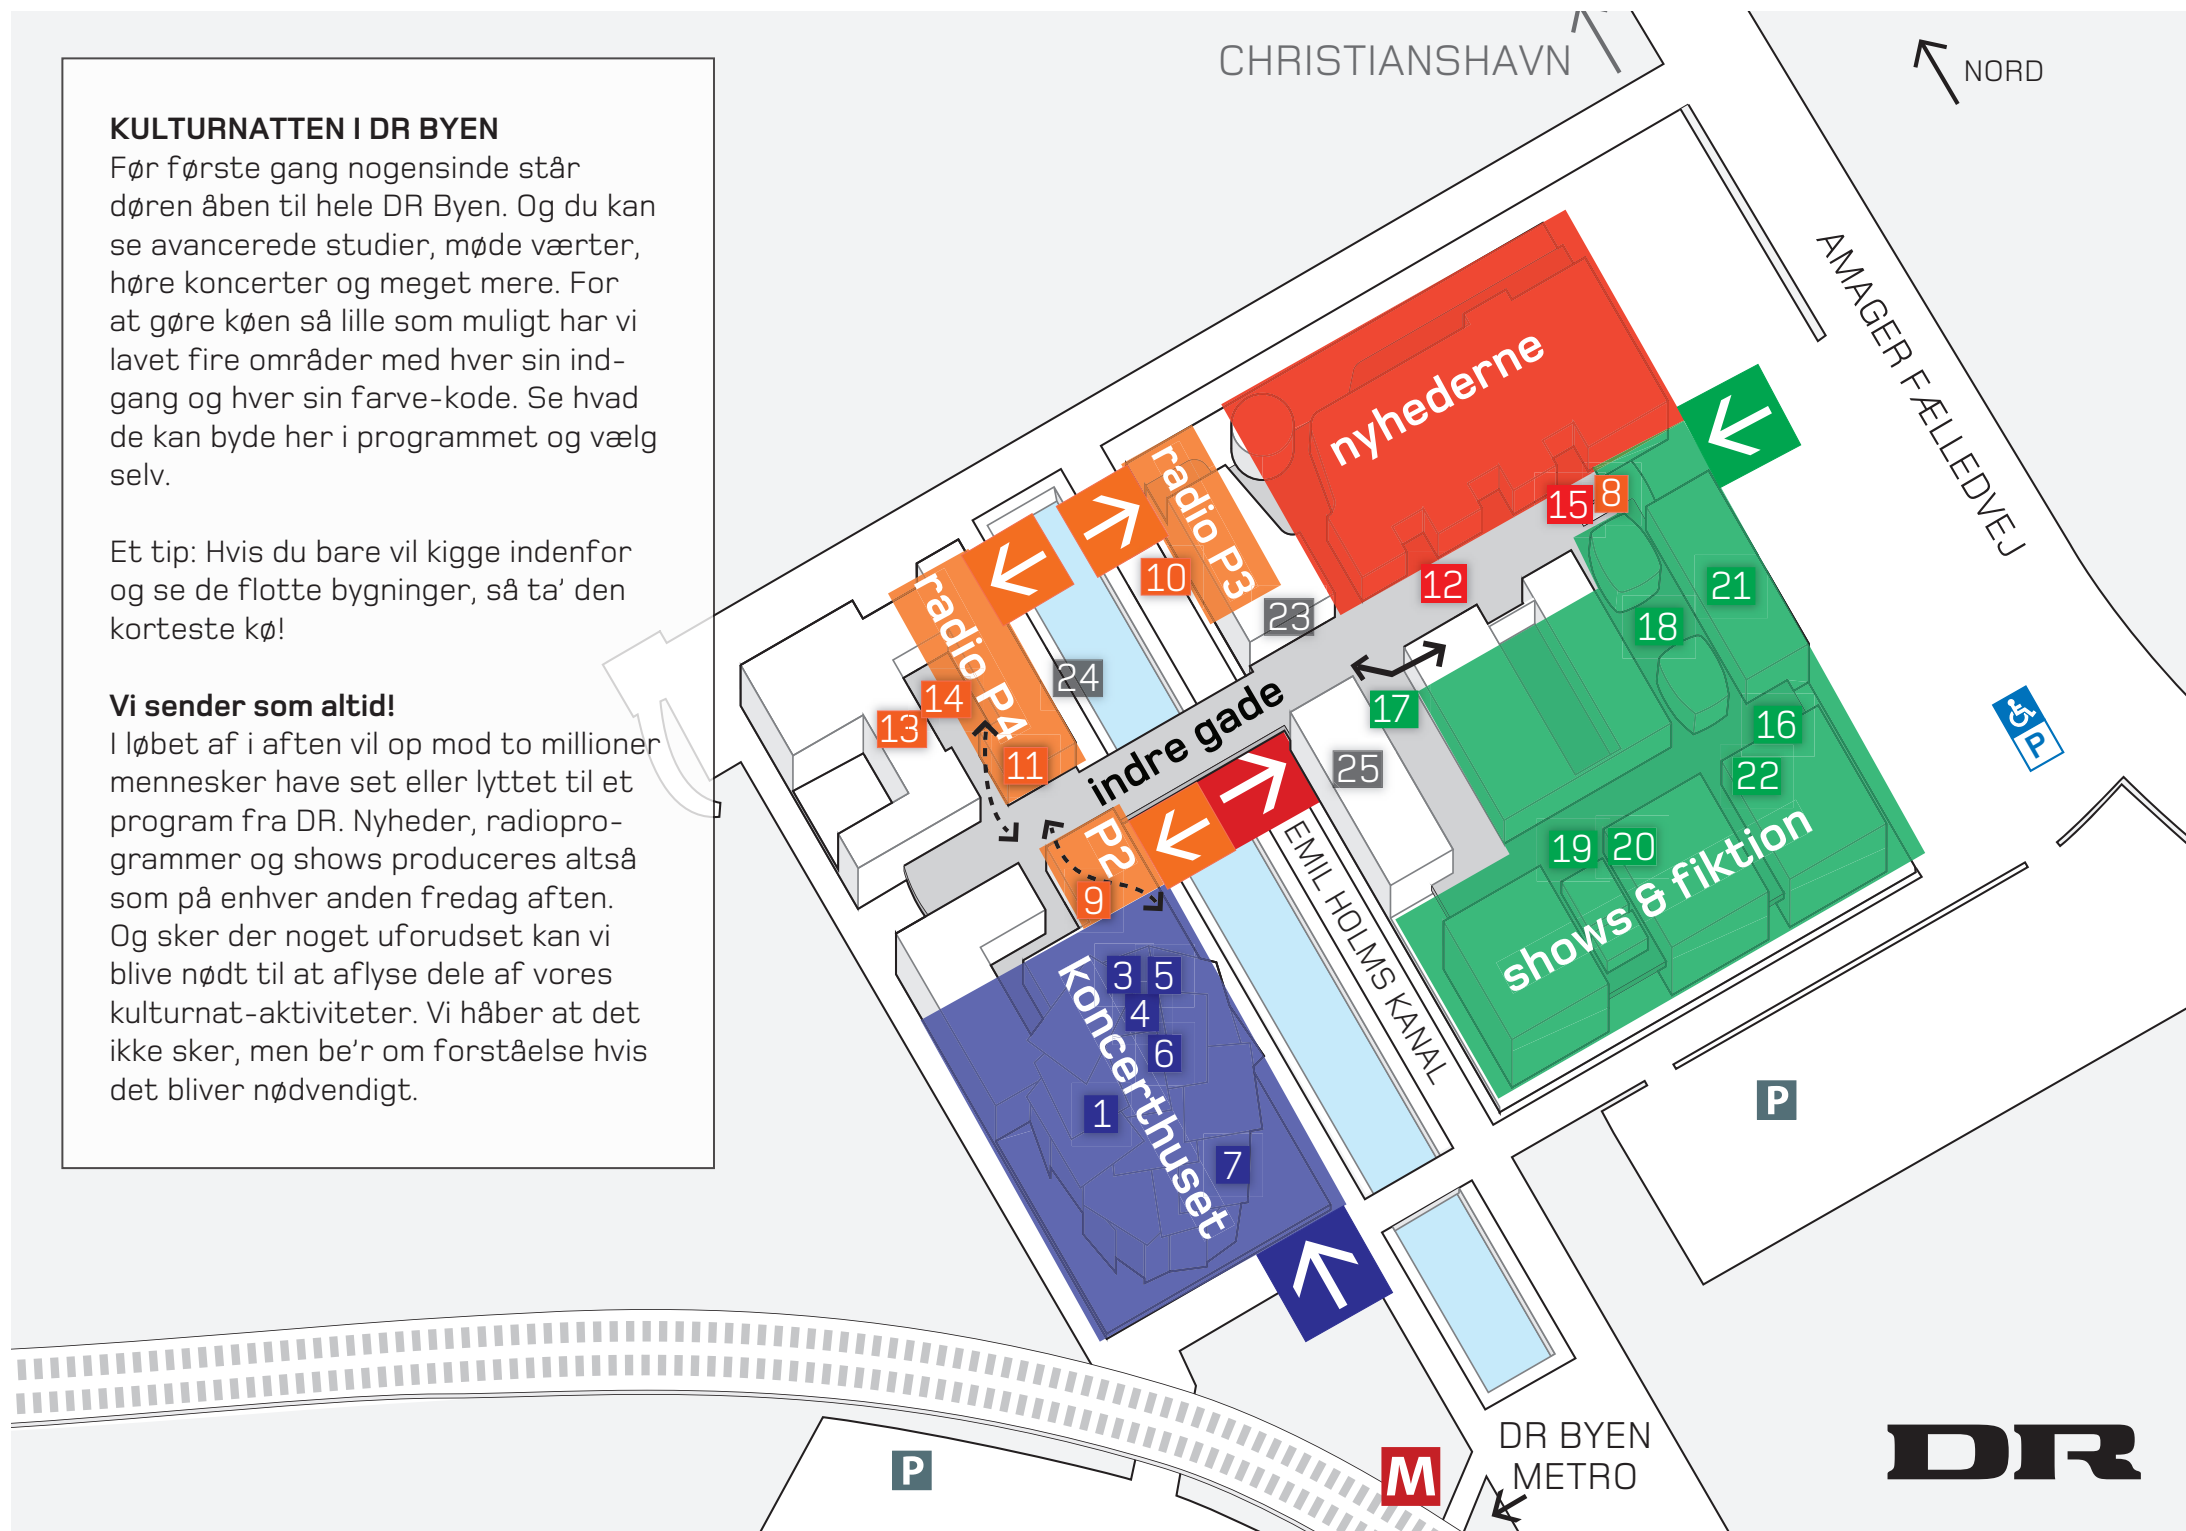 KULTURNATTEN I DR BYEN
Før første gang nogensinde står
døren åben til hele DR Byen. Og du kan
se avancerede studier, møde værter,
høre koncerter og meget mere. For
at gøre køen så lille som muligt har vi
lavet fire områder med hver sin ind-
gang og hver sin farve-kode. Se hvad
de kan byde her i programmet og vælg
selv.
Et tip: Hvis du bare vil kigge indenfor
og se de flotte bygninger, så ta’ den
korteste kø!
Vi sender som altid!
I løbet af i aften vil op mod to millioner
mennesker have set eller lyttet til et
program fra DR. Nyheder, radiopro-
grammer og shows produceres altså
som på enhver anden fredag aften.
Og sker der noget uforudset kan vi
blive nødt til at aflyse dele af vores
kulturnat-aktiviteter. Vi håber at det
ikke sker, men be’r om forståelse hvis
det bliver nødvendigt.
CHRISTIANSHAVN
NORD
AMAGER FÆLLEDVEJ
nyhederne
15
8
12
radio P3
10
23
radio P4
14
13
11
24
indre gade
17
25
21
18
16
22
19
20
shows & fiktion
P2
9
EMIL HOLMS KANAL
koncerthuset
3
5
4
6
1
7
P
P
P
M
DR BYEN
METRO
DR